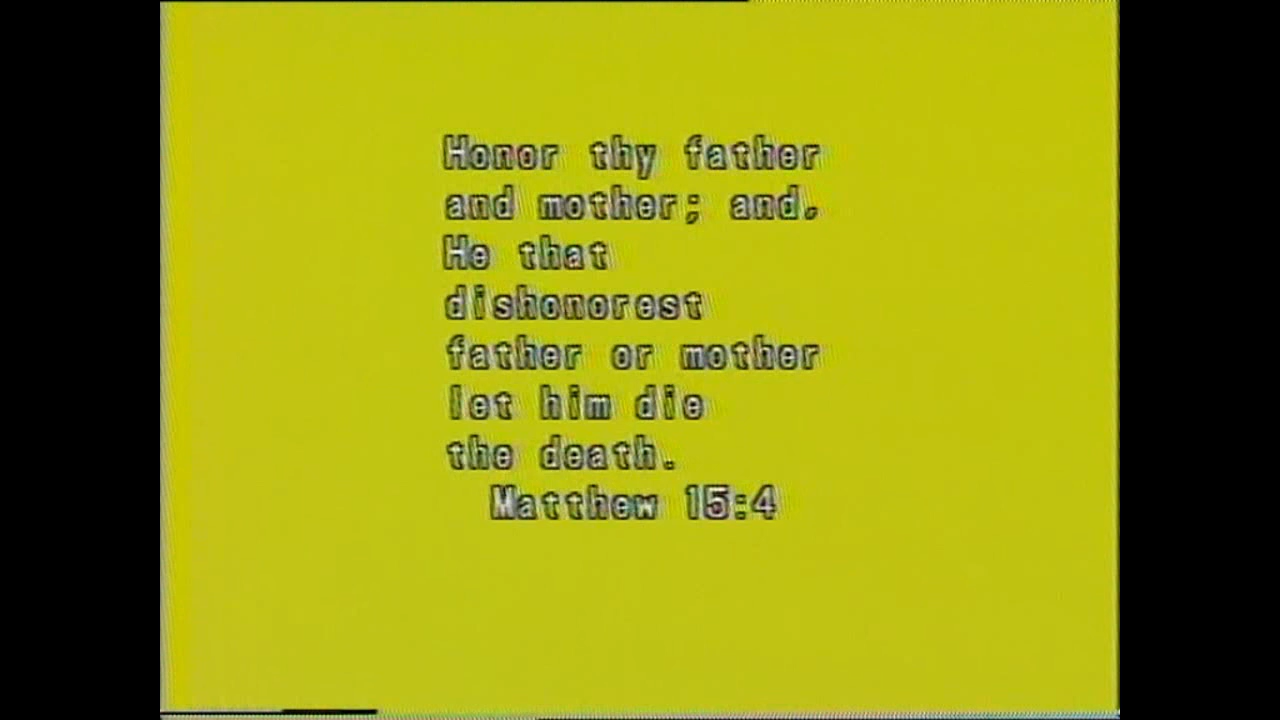 Honor thy father
and mother; and,
He that
dishonorest
father or mother
let him die
the death.
Matthew 15:4